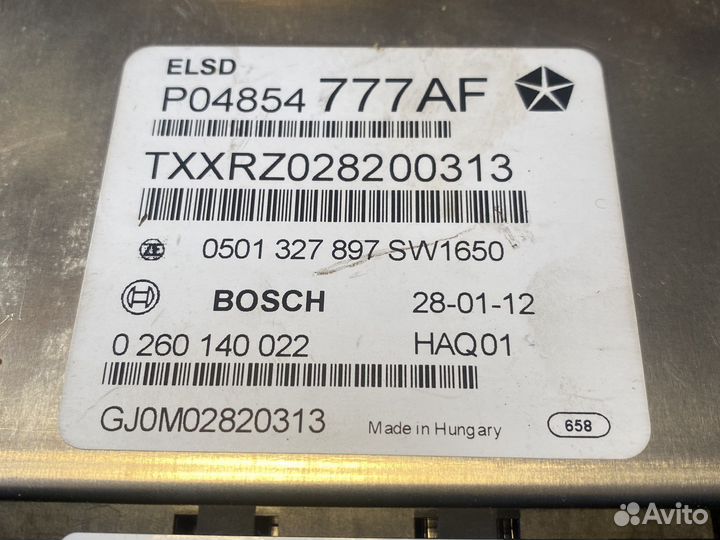 ELSD
P04854 777AF
TXXRZ028200313
ZF 0501 327 897 SW1650
BOSCH 28-01-12
0 260 140 022 HAQ01
GJ0M02820313 Made in Hungary 658
Avito